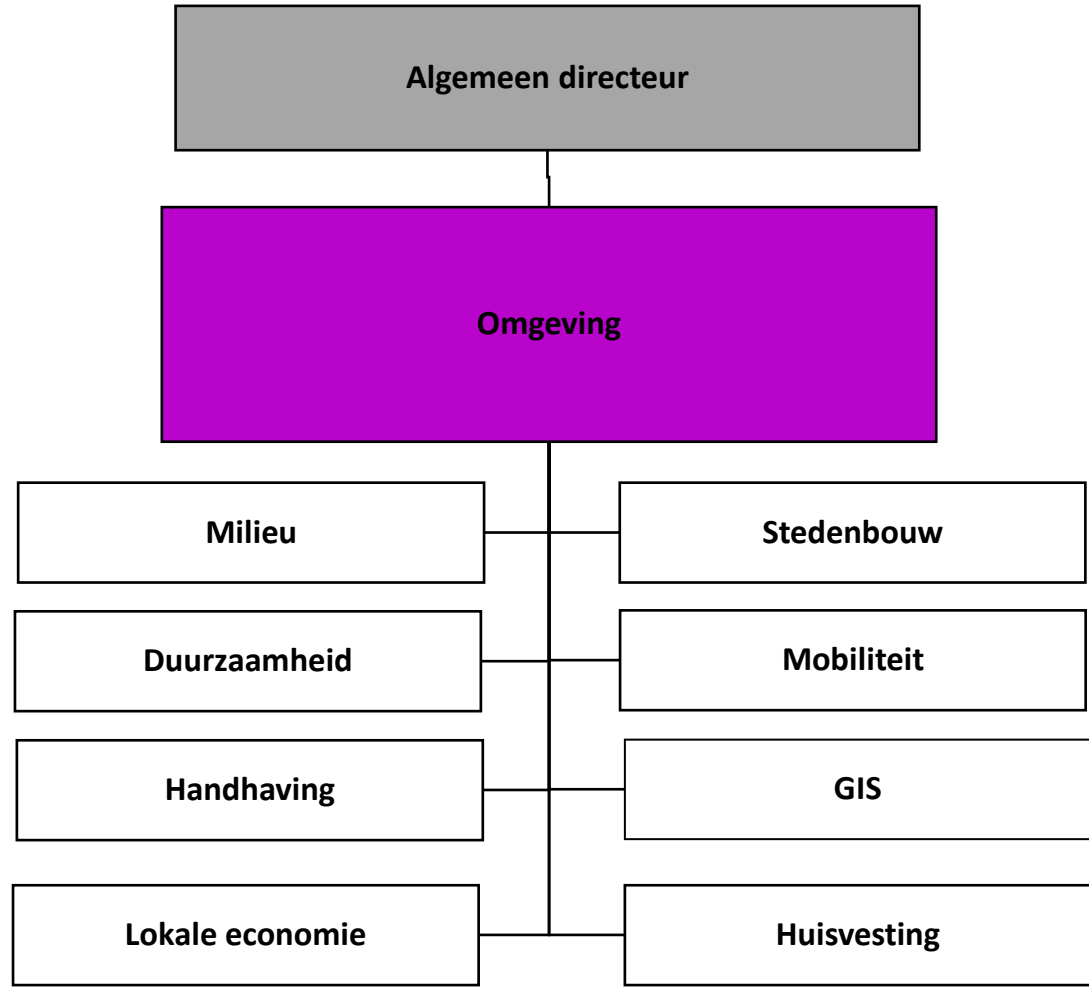 Algemeen directeur
Omgeving
Milieu
Stedenbouw
Duurzaamheid
Mobiliteit
Handhaving
GIS
Lokale economie
Huisvesting